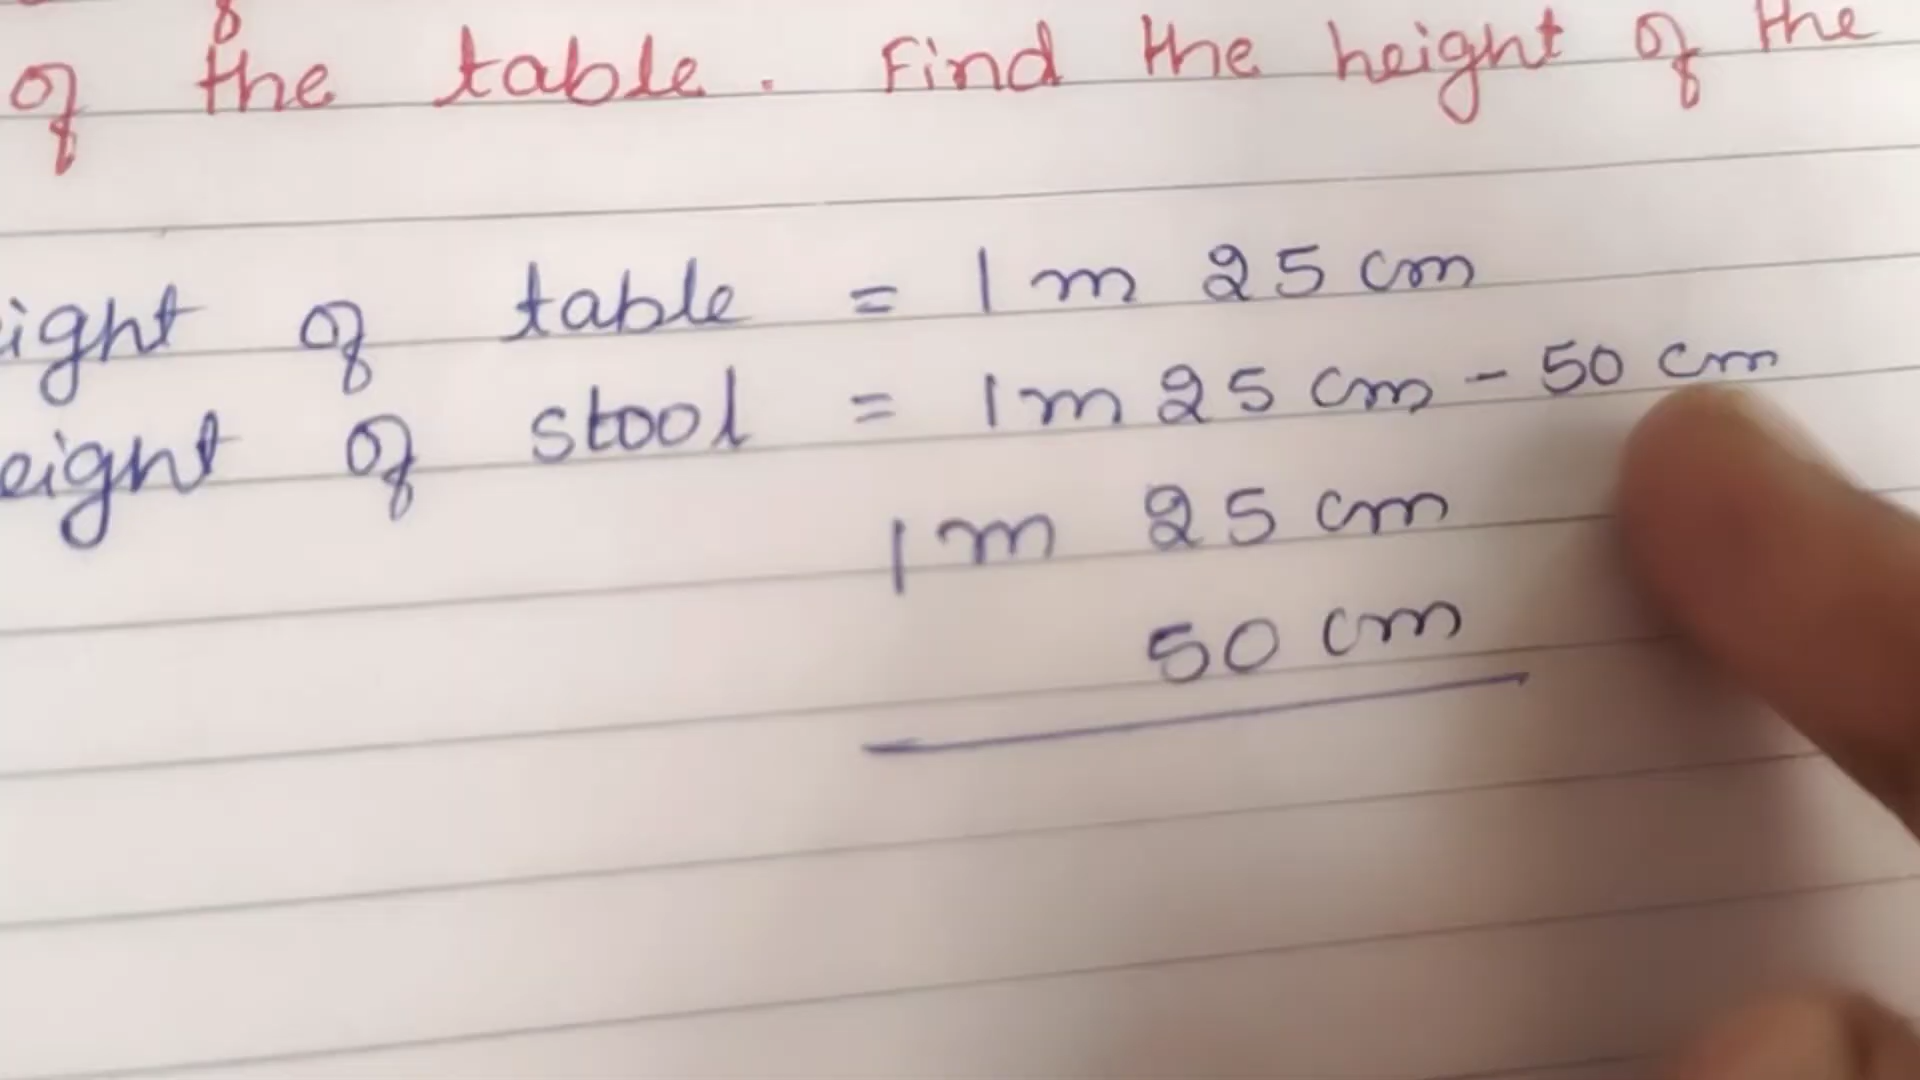 of the table. Find the height of the
ight of table = 1 m 25 cm
eight of stool = 1m 25 cm - 50 cm
1 m 25 cm
50 cm